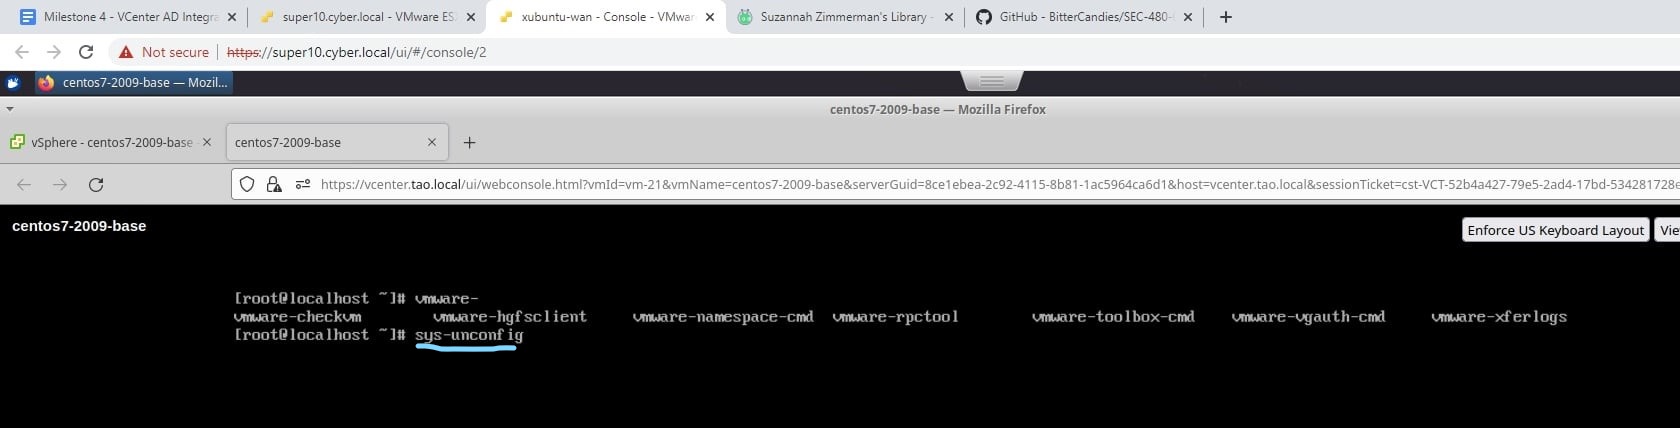 Milestone 4 - VCenter AD Integra
super10.cyber.local - VMware ES
xubuntu-wan - Console - VMwar
Suzannah Zimmerman's Library -
GitHub - BitterCandies/SEC-480-
Not secure https://super10.cyber.local/ui/#/console/2
centos7-2009-base — Mozil...
centos7-2009-base — Mozilla Firefox
vSphere - centos7-2009-base -
centos7-2009-base
https://vcenter.tao.local/ui/webconsole.html?vmId=vm-21&vmName=centos7-2009-base&serverGuid=8ce1ebea-2c92-4115-8b81-1ac5964ca6d1&host=vcenter.tao.local&sessionTicket=cst-VCT-52b4a427-79e5-2ad4-17bd-534281728e
centos7-2009-base
Enforce US Keyboard Layout
Vie
[root@localhost ~]# vmware-
vmware-checkvm vmware-hgfsclient vmware-namespace-cmd vmware-rpctool vmware-toolbox-cmd vmware-vgauth-cmd vmware-xferlogs
[root@localhost ~]# sys-unconfig